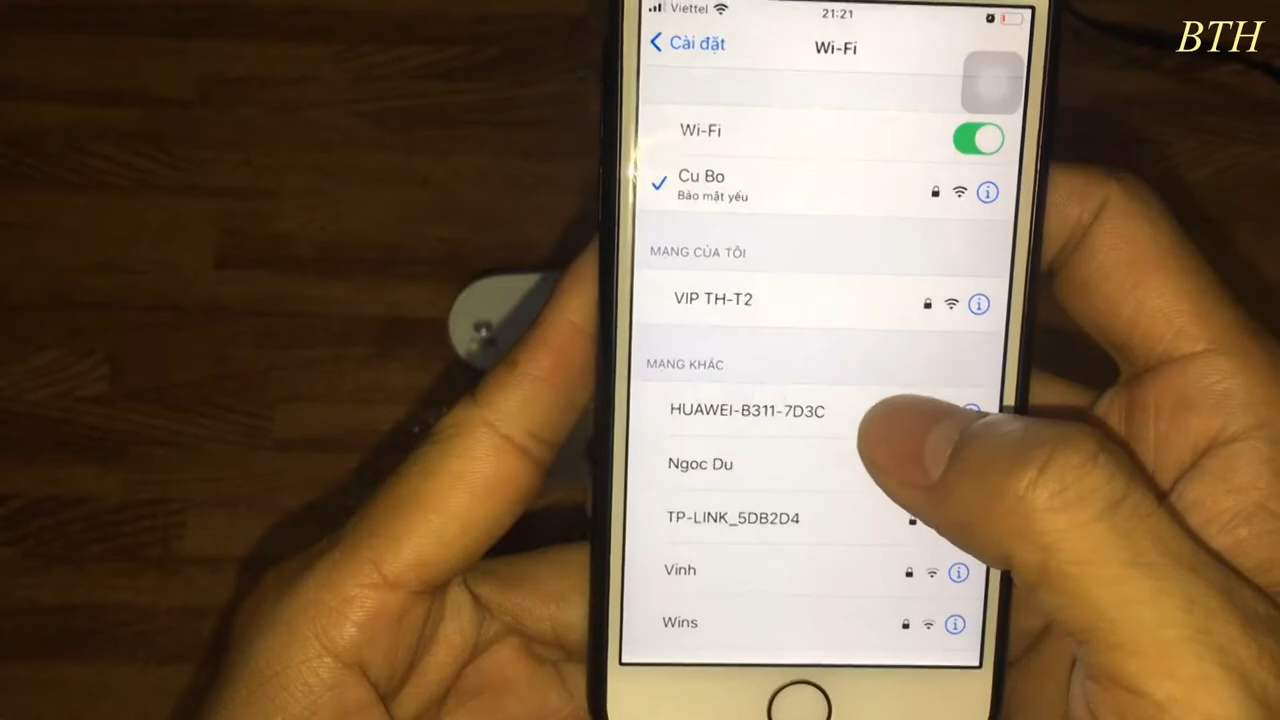 BTH
Viettel
21:21
Cài đặt
Wi-Fi
Wi-Fi
Cu Bo
Bảo mật yếu
MẠNG CỦA TÔI
VIP TH-T2
MẠNG KHÁC
HUAWEI-B311-7D3C
Ngoc Du
TP-LINK_5DB2D4
Vinh
Wins